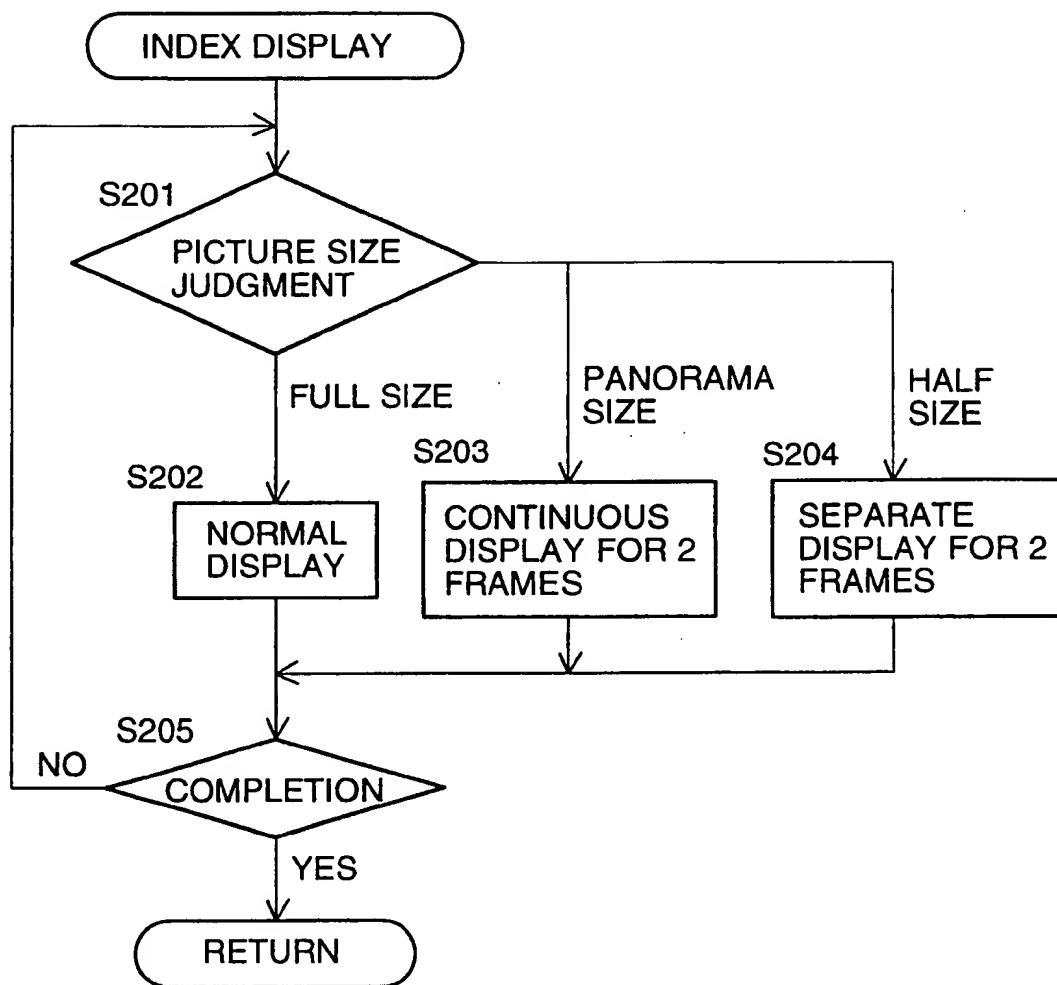 INDEX DISPLAY
S201
PICTURE SIZE
JUDGMENT
FULL SIZE
PANORAMA
SIZE
HALF
SIZE
S202
NORMAL
DISPLAY
S203
CONTINUOUS
DISPLAY FOR 2
FRAMES
S204
SEPARATE
DISPLAY FOR 2
FRAMES
S205
NO
COMPLETION
YES
RETURN